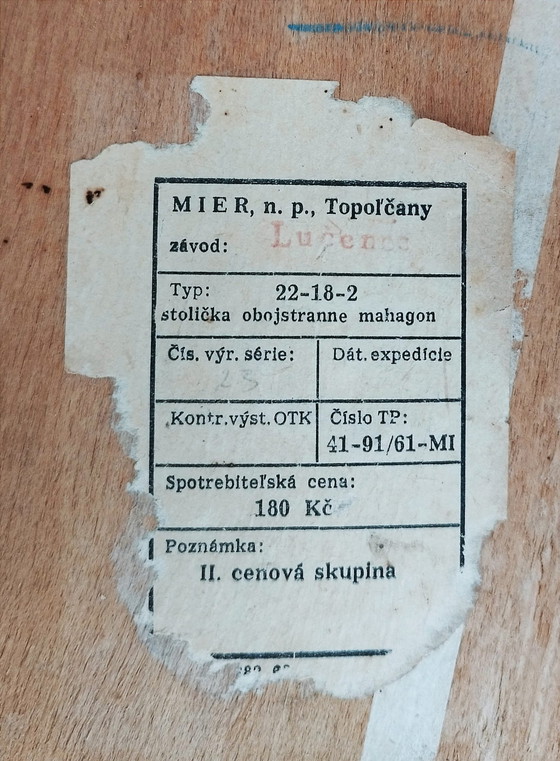 MIER, n. p., Topoľčany
závod: Lučenec
Typ: 22-18-2
stolička obojstranne mahagon
Čís. výr. série: Dát. expedície
23
Kontr.výst. OTK Číslo TP:
41-91/61-MI
Spotrebiteľská cena:
180 Kč
Poznámka:
II. cenová skupina